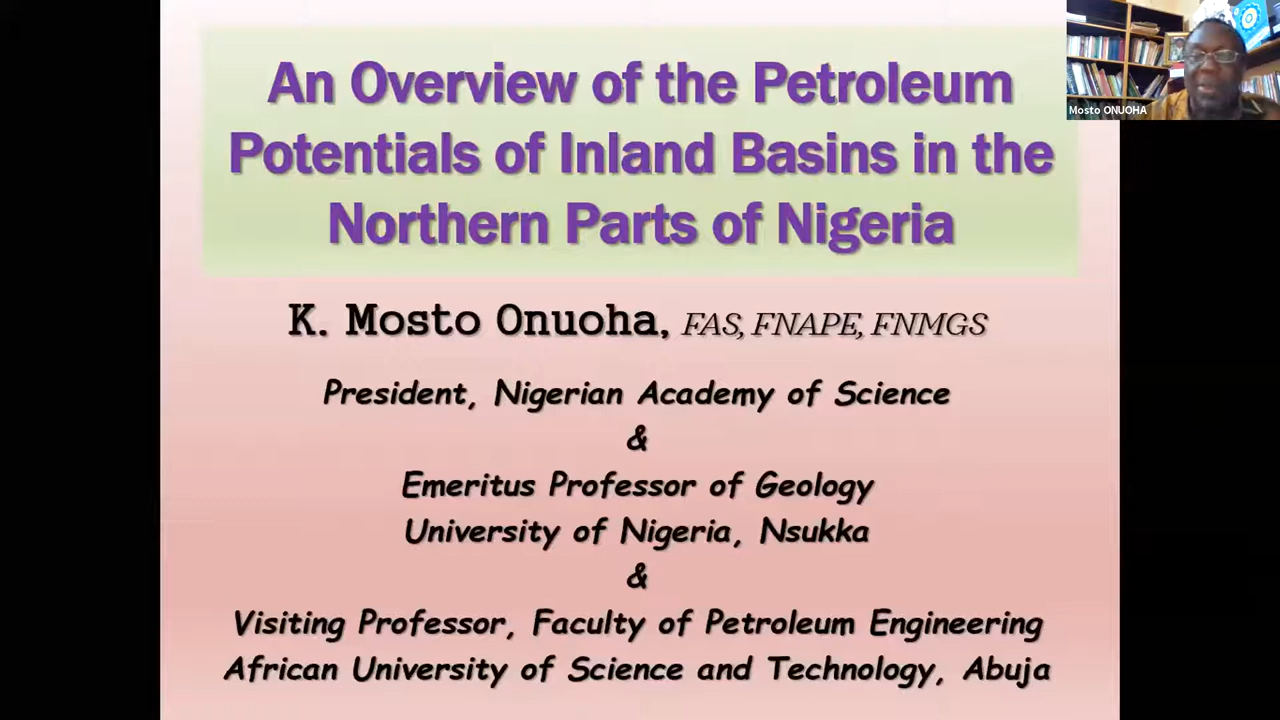 An Overview of the Petroleum
Potentials of Inland Basins in the
Northern Parts of Nigeria
K. Mosto Onuoha, FAS, FNAPE, FNMGS
President, Nigerian Academy of Science
&
Emeritus Professor of Geology
University of Nigeria, Nsukka
&
Visiting Professor, Faculty of Petroleum Engineering
African University of Science and Technology, Abuja
Mosto ONUOHA